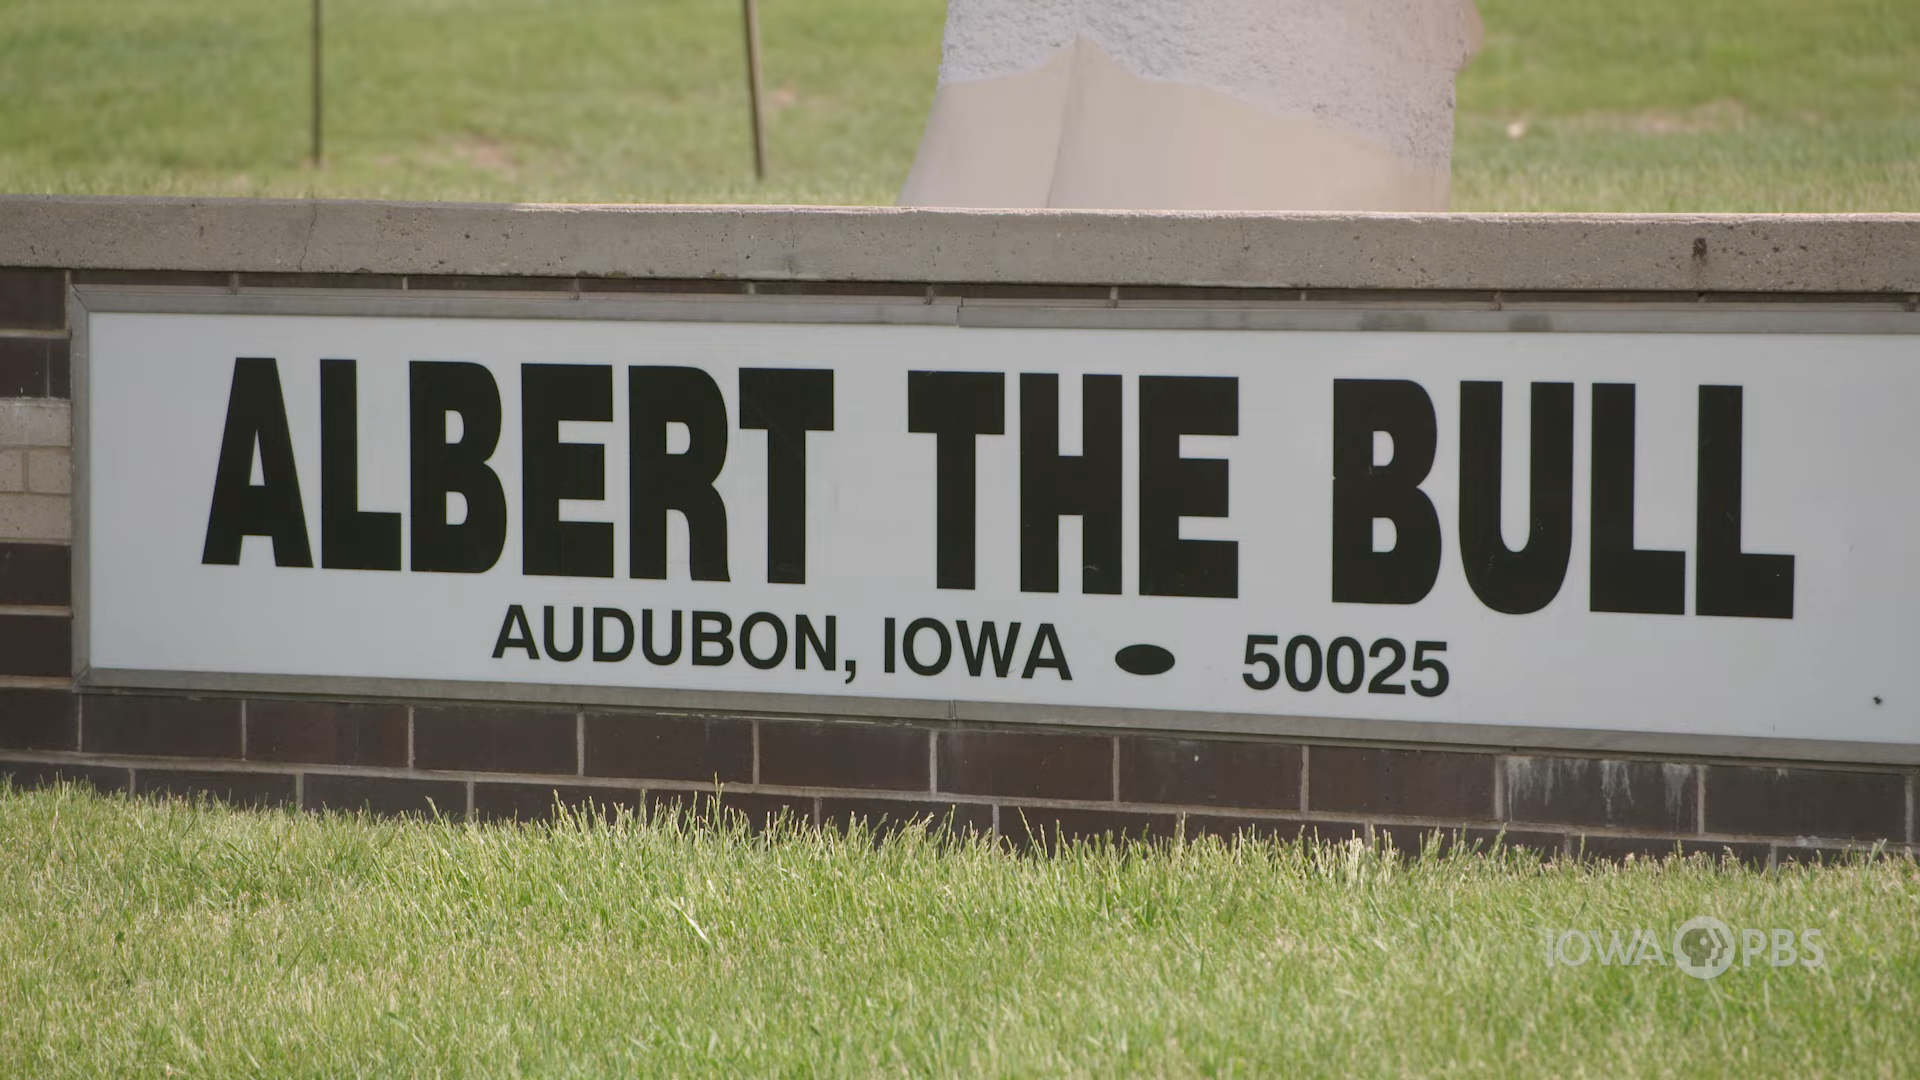 ALBERT THE BULL
AUDUBON, IOWA • 50025
IOWA PBS